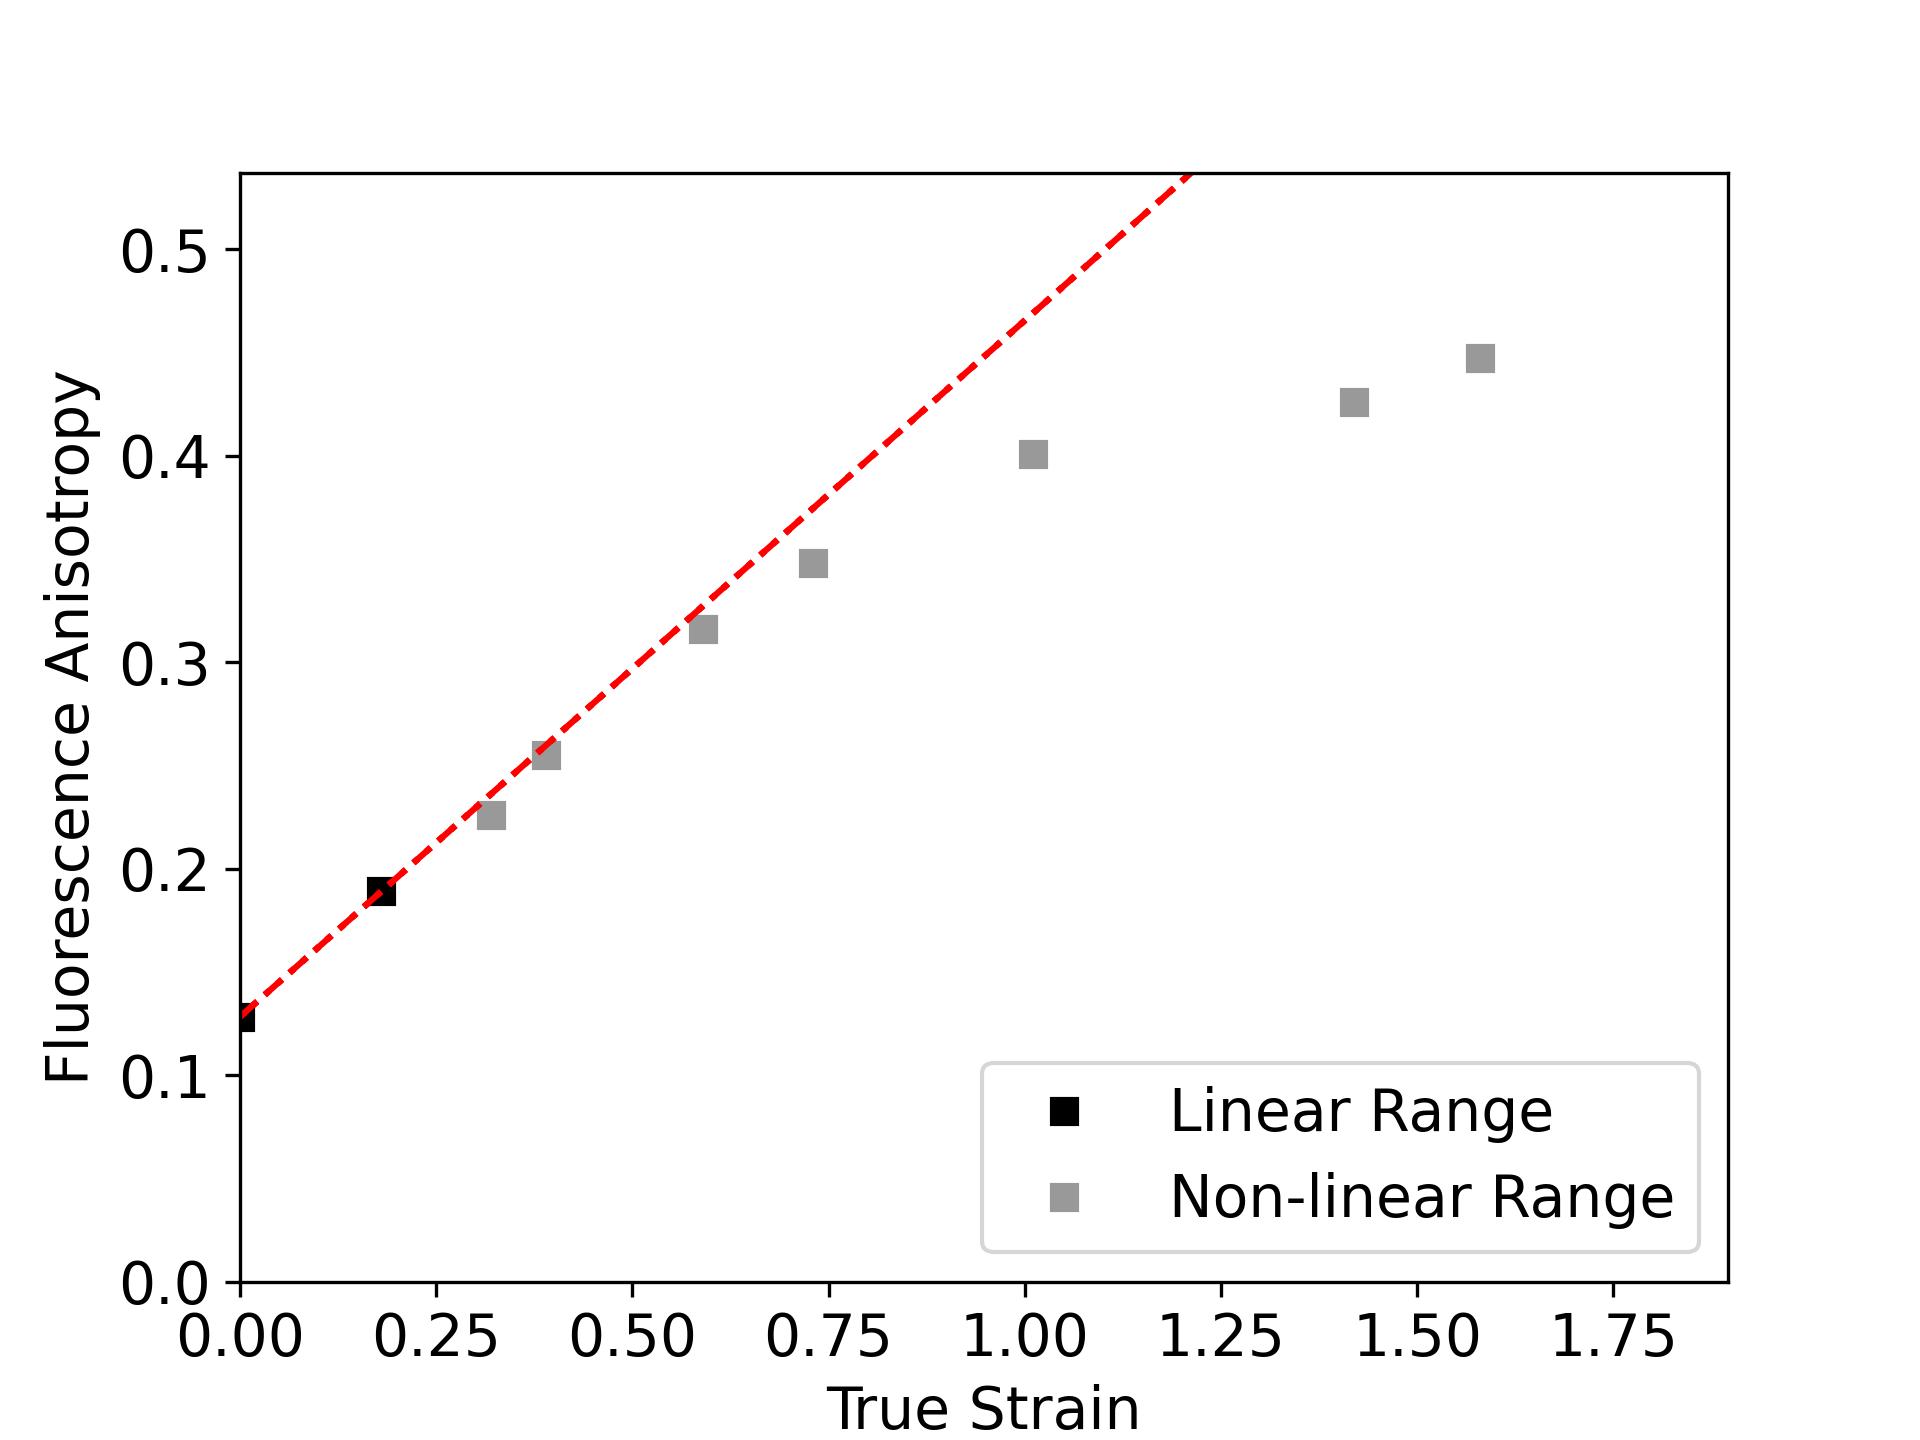 Fluorescence Anisotropy
0.5
0.4
0.3
0.2
0.1
0.0
0.00 0.25 0.50 0.75 1.00 1.25 1.50 1.75
True Strain
Linear Range
Non-linear Range